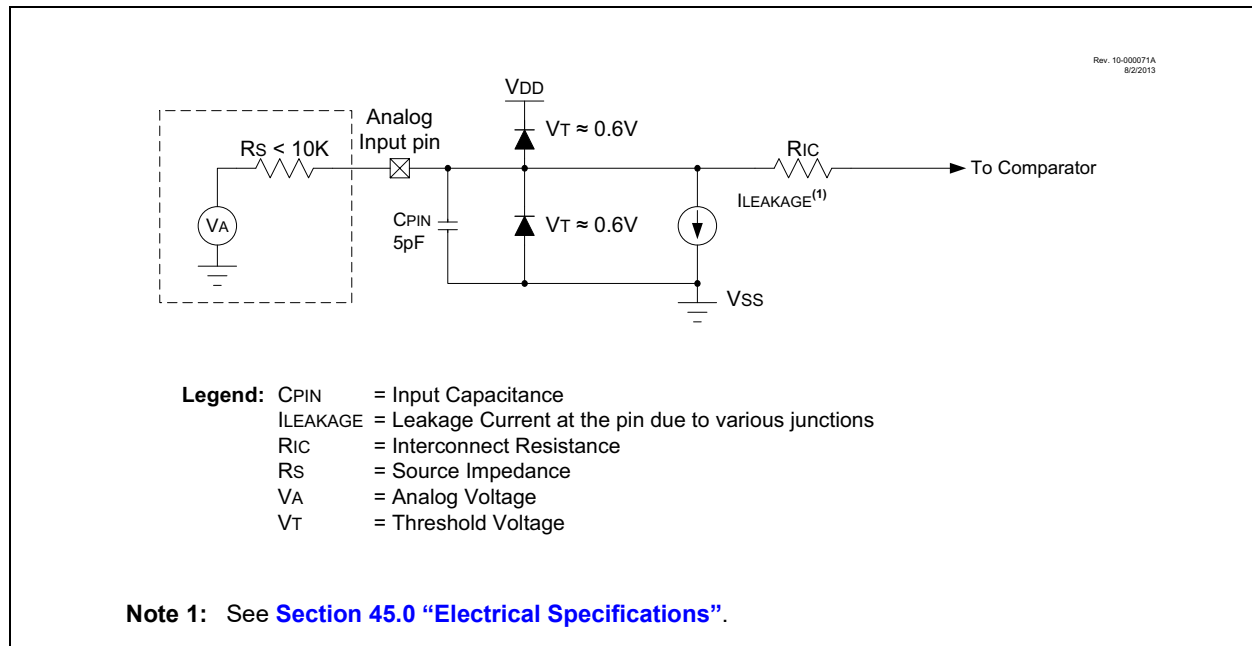 Rev. 10-000071A
8/2/2013
VDD
Analog
Input pin
VT ≈ 0.6V
RS < 10K
RIC
To Comparator
ILEAKAGE(1)
VA
CPIN
5pF
VT ≈ 0.6V
VSS
Legend: CPIN = Input Capacitance
ILEAKAGE = Leakage Current at the pin due to various junctions
RIC = Interconnect Resistance
RS = Source Impedance
VA = Analog Voltage
VT = Threshold Voltage
Note 1: See Section 45.0 “Electrical Specifications”.